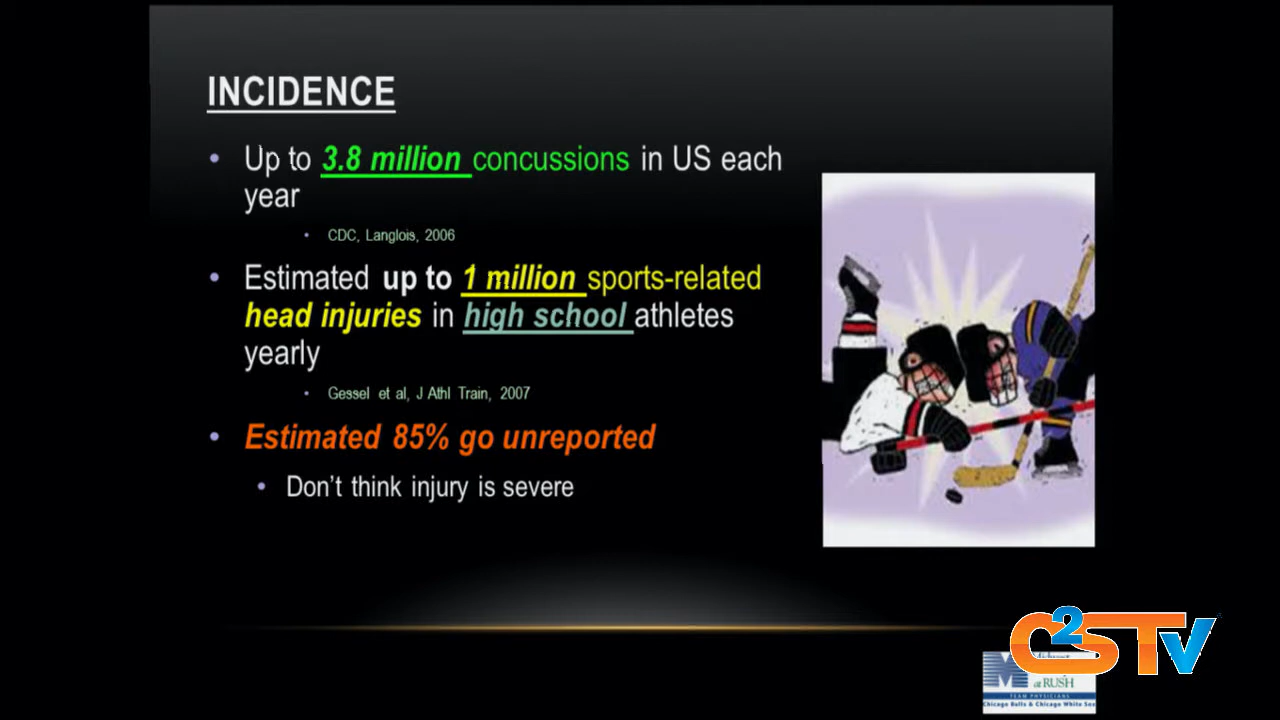 INCIDENCE
• Up to 3.8 million concussions in US each
year
• CDC, Langlois, 2006
• Estimated up to 1 million sports-related
head injuries in high school athletes
yearly
• Gessel et al, J Athl Train, 2007
• Estimated 85% go unreported
• Don't think injury is severe
C2STV
M
at RUSH
TEAM PHYSICIANS
Chicago Bulls & Chicago White Sox